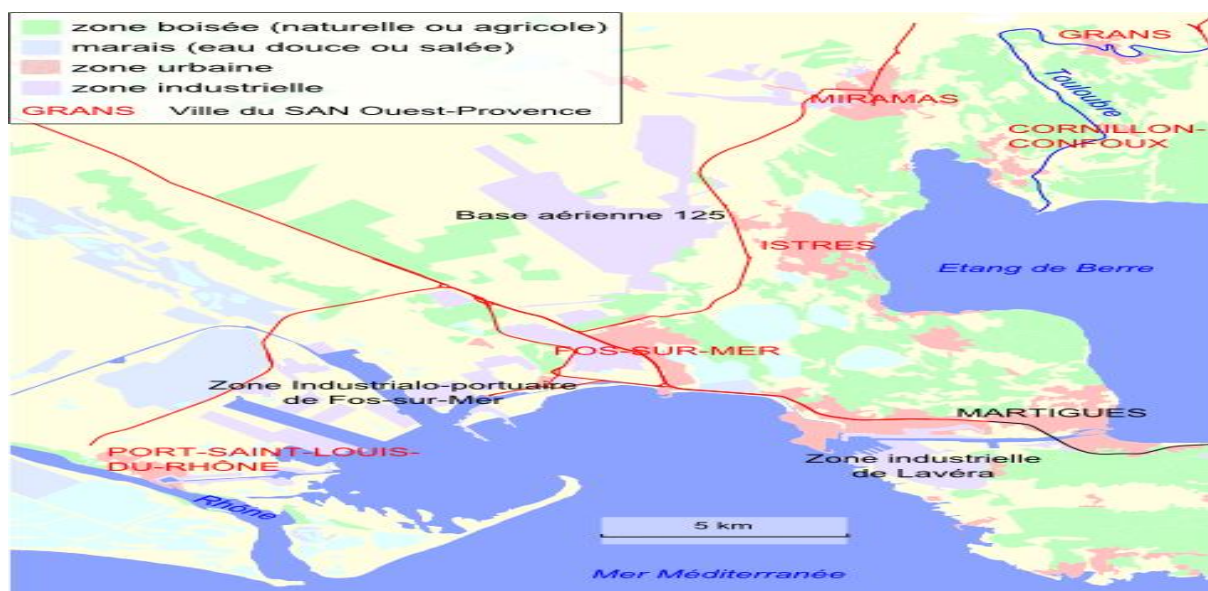 zone boisée (naturelle ou agricole)
marais (eau douce ou salée)
zone urbaine
zone industrielle
GRANS Ville du SAN Ouest-Provence
GRANS
Touloubre
MIRAMAS
CORNILLON-
CONFOUX
Base aérienne 125
ISTRES
Etang de Berre
FOS-SUR-MER
Zone Industrialo-portuaire
de Fos-sur-Mer
MARTIGUES
PORT-SAINT-LOUIS-
DU-RHÔNE
Zone industrielle
de Lavéra
Rhône
5 km
Mer Méditerranée